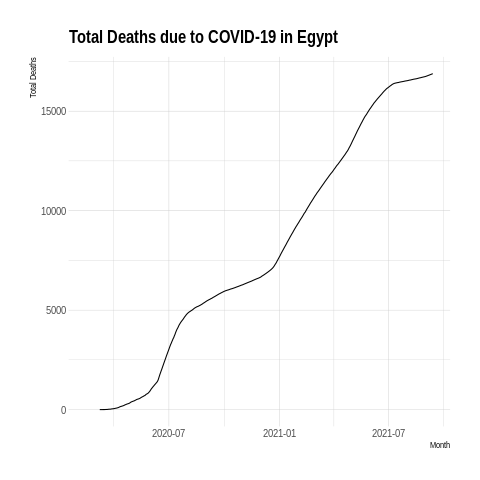 Total Deaths due to COVID-19 in Egypt
Total Deaths
15000
10000
5000
0
2020-07 2021-01 2021-07
Month